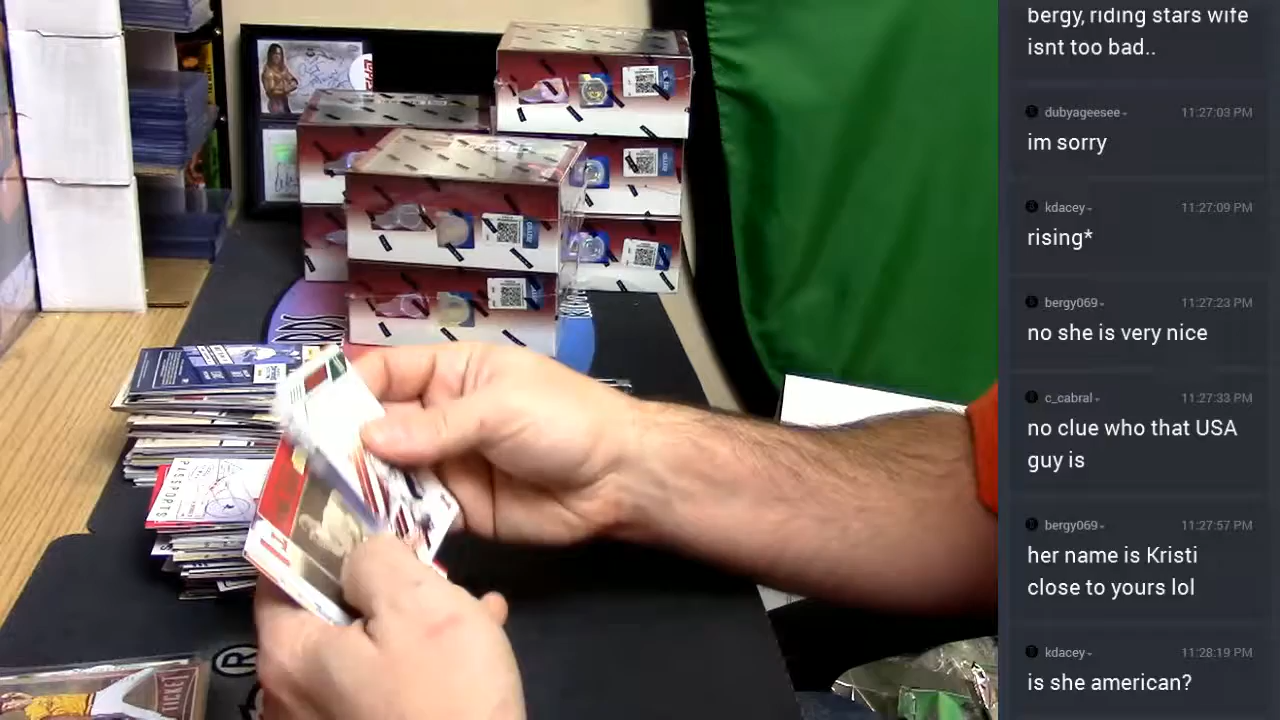 bergy, riding stars wife
isnt too bad..
dubyageesee 11:27:03 PM
im sorry
kdacey 11:27:09 PM
rising*
bergy069 11:27:23 PM
no she is very nice
c_cabral 11:27:33 PM
no clue who that USA
guy is
bergy069 11:27:57 PM
her name is Kristi
close to yours lol
kdacey 11:28:19 PM
is she american?
PASSPORTS
TICKET
®